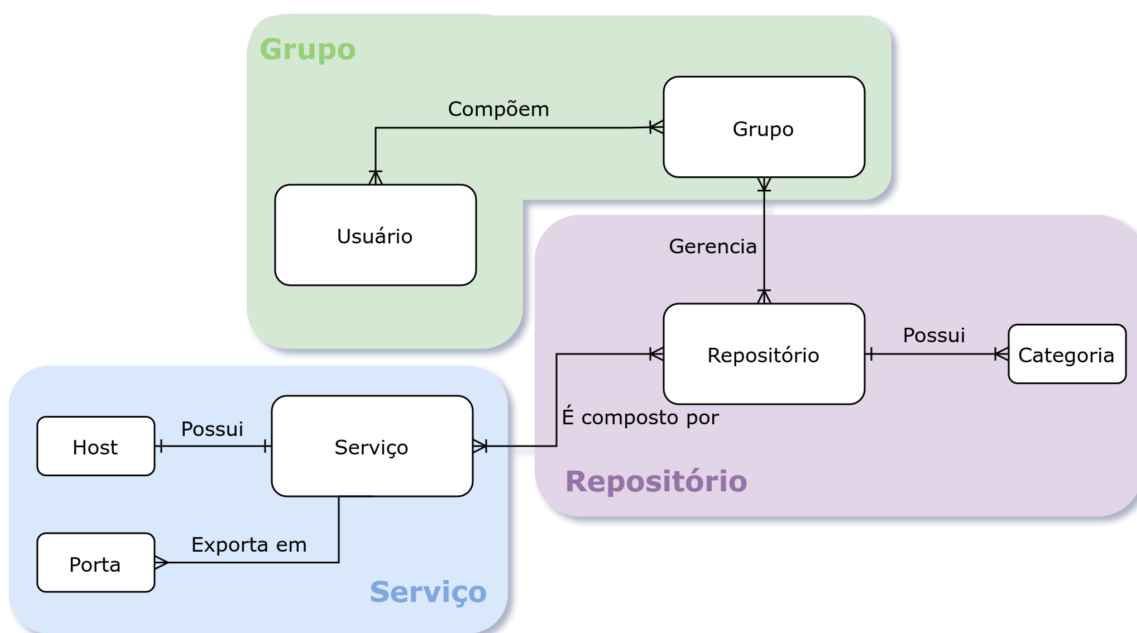 Grupo
Compõem
Grupo
Usuário
Gerencia
Repositório
Possui
Categoria
É composto por
Host
Possui
Serviço
Repositório
Exporta em
Porta
Serviço